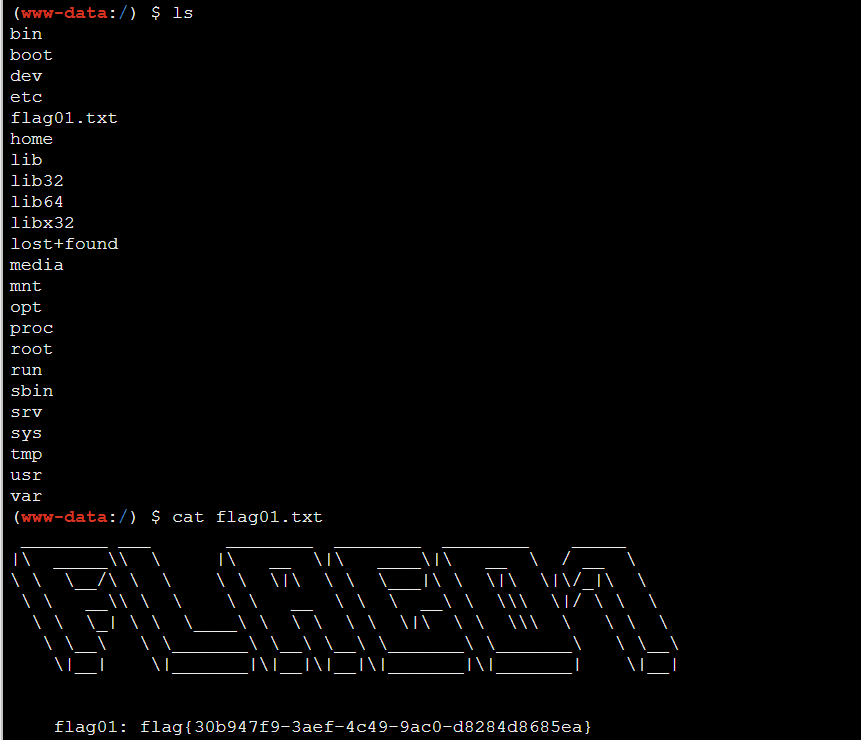 (www-data:/) $ ls
bin
boot
dev
etc
flag01.txt
home
lib
lib32
lib64
libx32
lost+found
media
mnt
opt
proc
root
run
sbin
srv
sys
tmp
usr
var
(www-data:/) $ cat flag01.txt
flag01: flag{30b947f9-3aef-4c49-9ac0-d8284d8685ea}